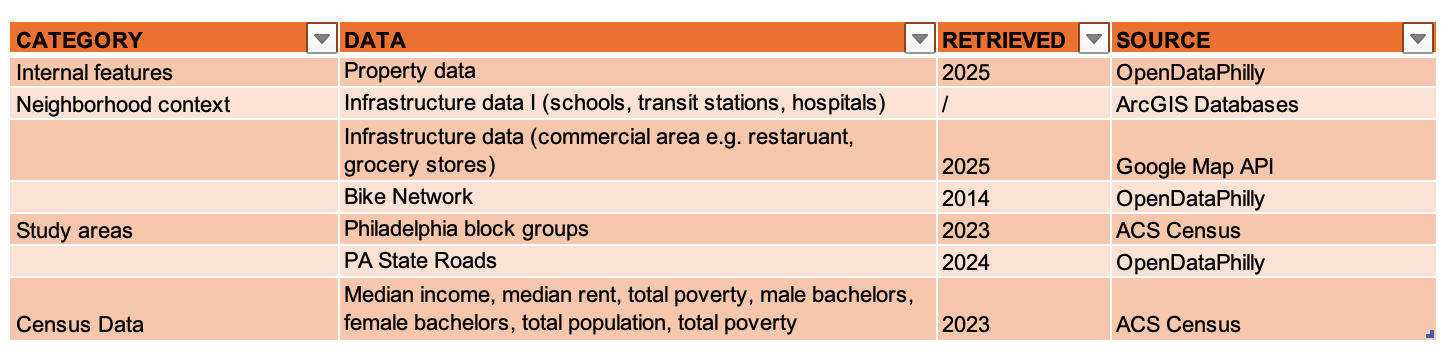 CATEGORY DATA RETRIEVED SOURCE
Internal features Property data 2025 OpenDataPhilly
Neighborhood context Infrastructure data I (schools, transit stations, hospitals) / ArcGIS Databases
Infrastructure data (commercial area e.g. restaruant,
grocery stores) 2025 Google Map API
Bike Network 2014 OpenDataPhilly
Study areas Philadelphia block groups 2023 ACS Census
PA State Roads 2024 OpenDataPhilly
Median income, median rent, total poverty, male bachelors,
Census Data female bachelors, total population, total poverty 2023 ACS Census